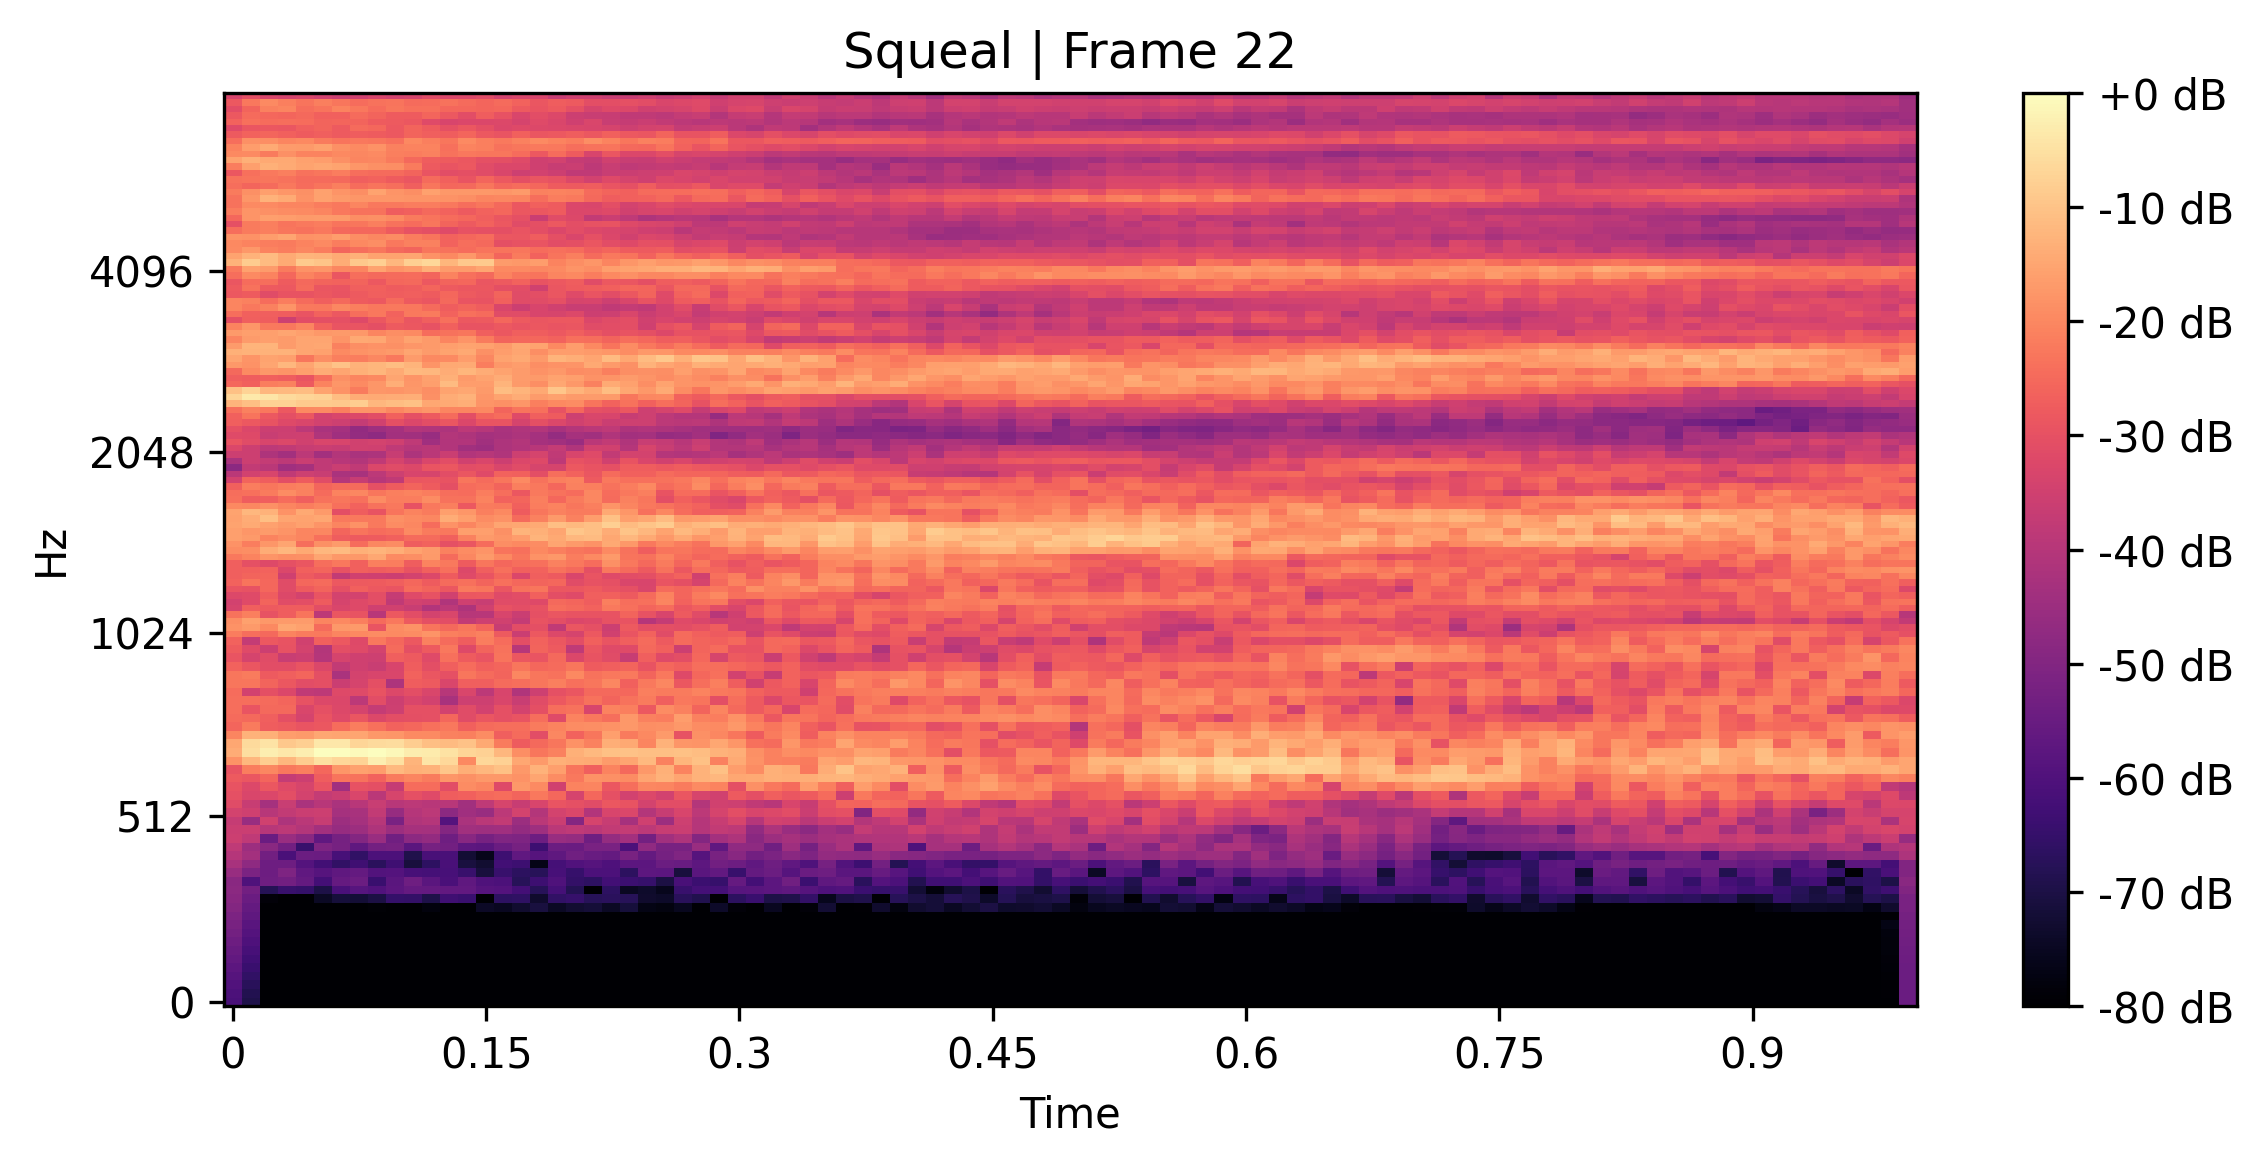 Squeal | Frame 22
+0 dB
-10 dB
-20 dB
-30 dB
-40 dB
-50 dB
-60 dB
-70 dB
-80 dB
Hz
4096
2048
1024
512
0
0 0.15 0.3 0.45 0.6 0.75 0.9
Time